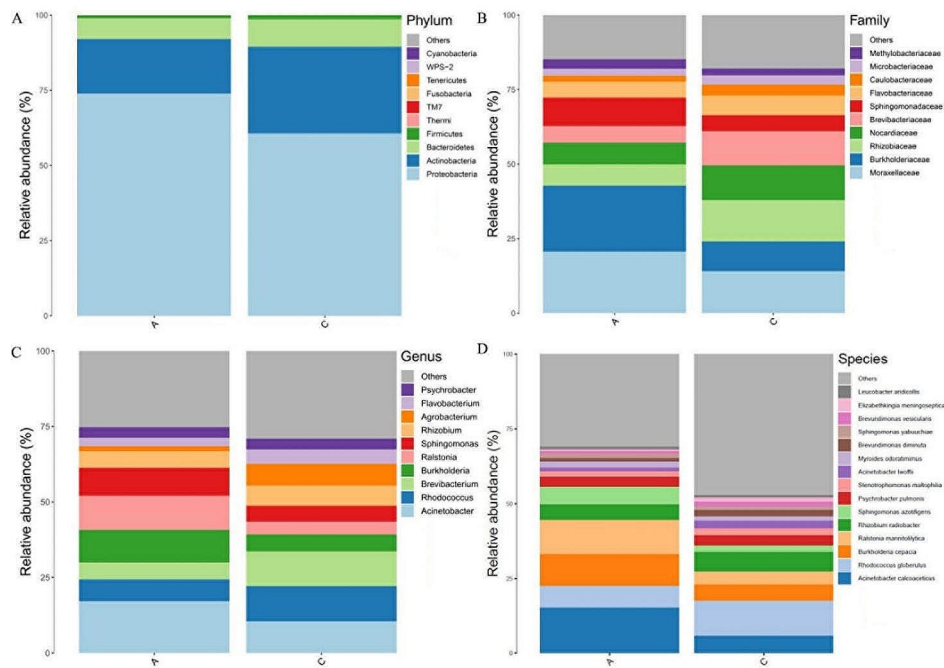 A
Relative abundance (%)
100
75
50
25
0
A
C
Phylum
Others
Cyanobacteria
WPS-2
Tenericutes
Fusobacteria
TM7
Thermi
Firmicutes
Bacteroidetes
Actinobacteria
Proteobacteria
B
Relative abundance (%)
100
75
50
25
0
A
C
Family
Others
Methylobacteriaceae
Microbacteriaceae
Caulobacteraceae
Flavobacteriaceae
Sphingomonadaceae
Brevibacteriaceae
Nocardiaceae
Rhizobiaceae
Burkholderiaceae
Moraxellaceae
C
Relative abundance (%)
100
75
50
25
0
A
C
Genus
Others
Psychrobacter
Flavobacterium
Agrobacterium
Rhizobium
Sphingomonas
Ralstonia
Burkholderia
Brevibacterium
Rhodococcus
Acinetobacter
D
Relative abundance (%)
100
75
50
25
0
A
C
Species
Others
Leucobacter aridicollis
Elizabethkingia meningoseptica
Brevundimonas vesicularis
Sphingomonas yabuuchiae
Brevundimonas diminuta
Myroides odoratimimus
Acinetobacter lwoffii
Stenotrophomonas maltophilia
Psychrobacter pulmonis
Sphingomonas azotifigens
Rhizobium radiobacter
Ralstonia mannitolilytica
Burkholderia cepacia
Rhodococcus globerulus
Acinetobacter calcoaceticus